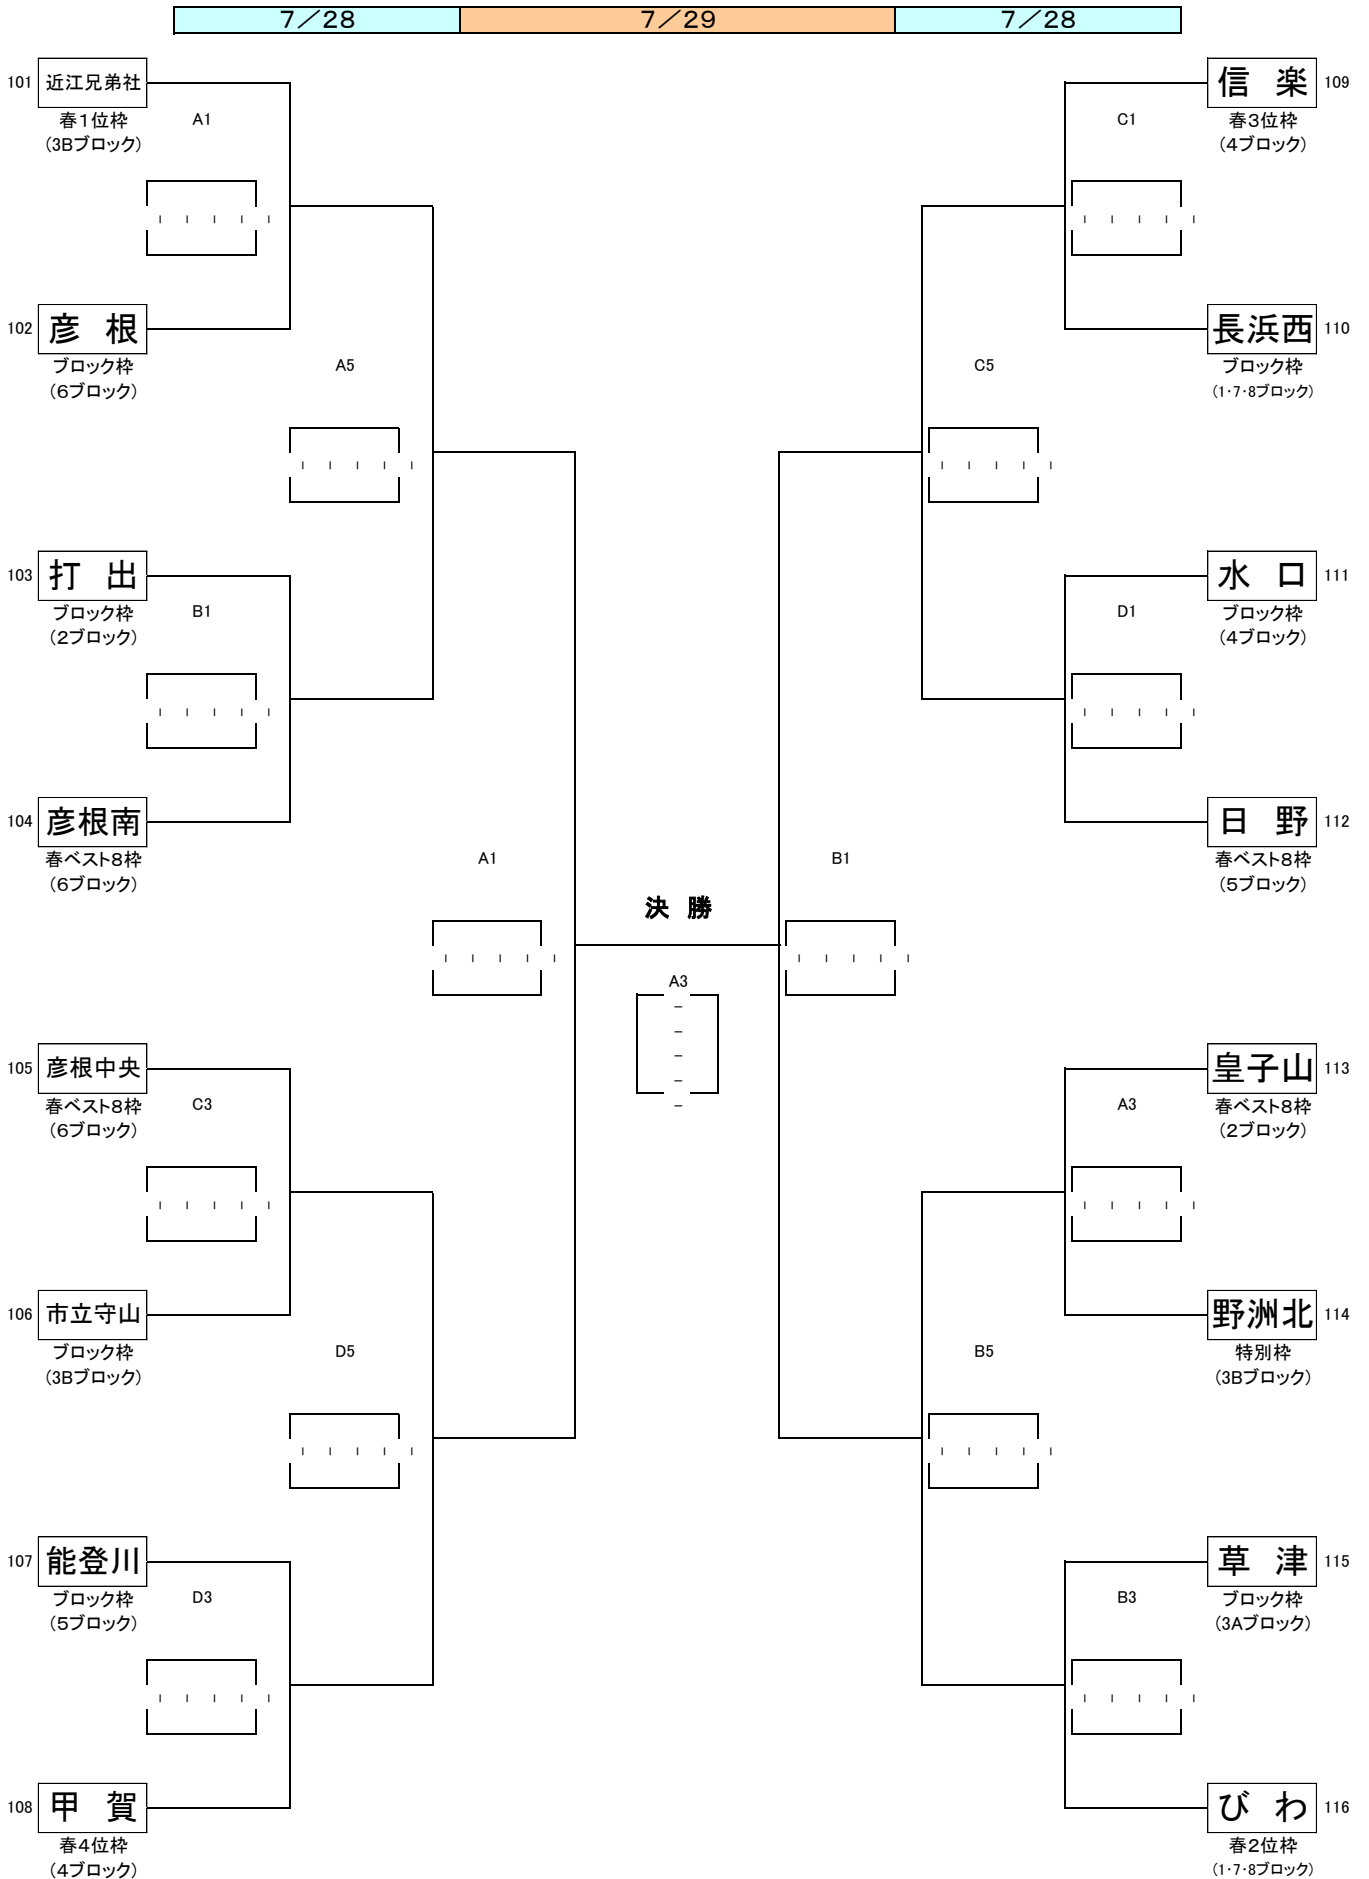 7／28 7／29 7／28
101 近江兄弟社
春1位枠
(3Bブロック)
A1
102 彦 根
ブロック枠
(6ブロック)
A5
103 打 出
ブロック枠
(2ブロック)
B1
104 彦根南
春ベスト8枠
(6ブロック)
A1
105 彦根中央
春ベスト8枠
(6ブロック)
C3
106 市立守山
ブロック枠
(3Bブロック)
D5
107 能登川
ブロック枠
(5ブロック)
D3
108 甲 賀
春4位枠
(4ブロック)
決 勝
A3
信 楽 109
春3位枠
(4ブロック)
C1
長浜西 110
ブロック枠
(1･7･8ブロック)
C5
水 口 111
ブロック枠
(4ブロック)
D1
日 野 112
春ベスト8枠
(5ブロック)
B1
皇子山 113
春ベスト8枠
(2ブロック)
A3
野洲北 114
特別枠
(3Bブロック)
B5
草 津 115
ブロック枠
(3Aブロック)
B3
び わ 116
春2位枠
(1･7･8ブロック)